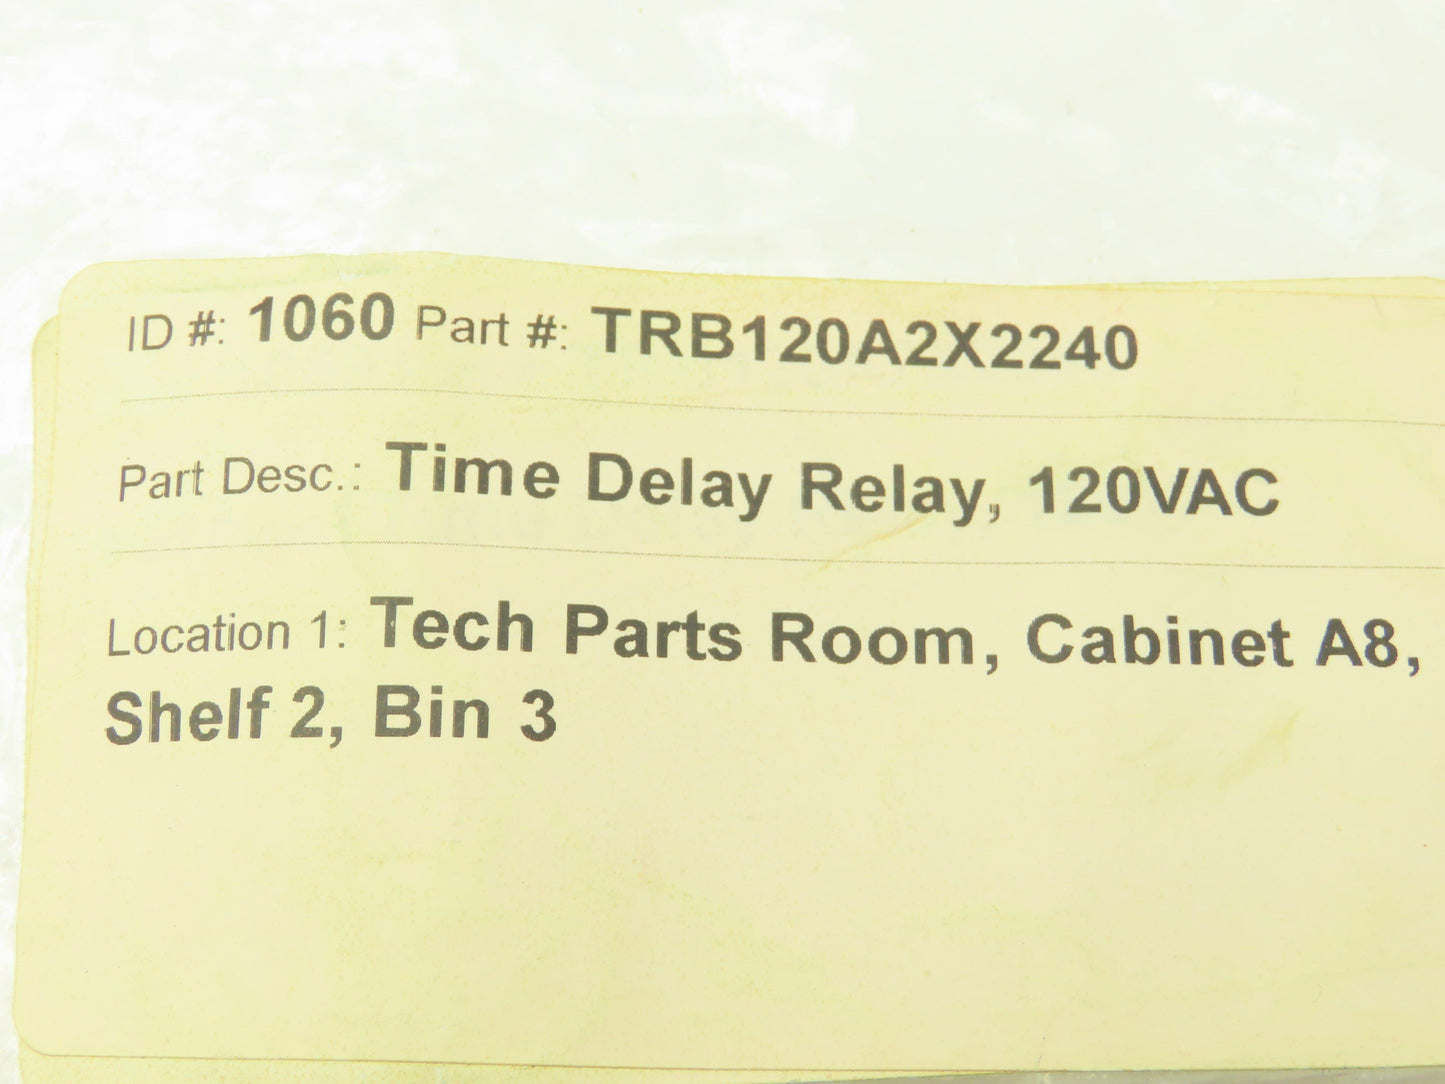 ID #: 1060 Part #: TRB120A2X2240
Part Desc.: Time Delay Relay, 120VAC
Location 1: Tech Parts Room, Cabinet A8,
Shelf 2, Bin 3